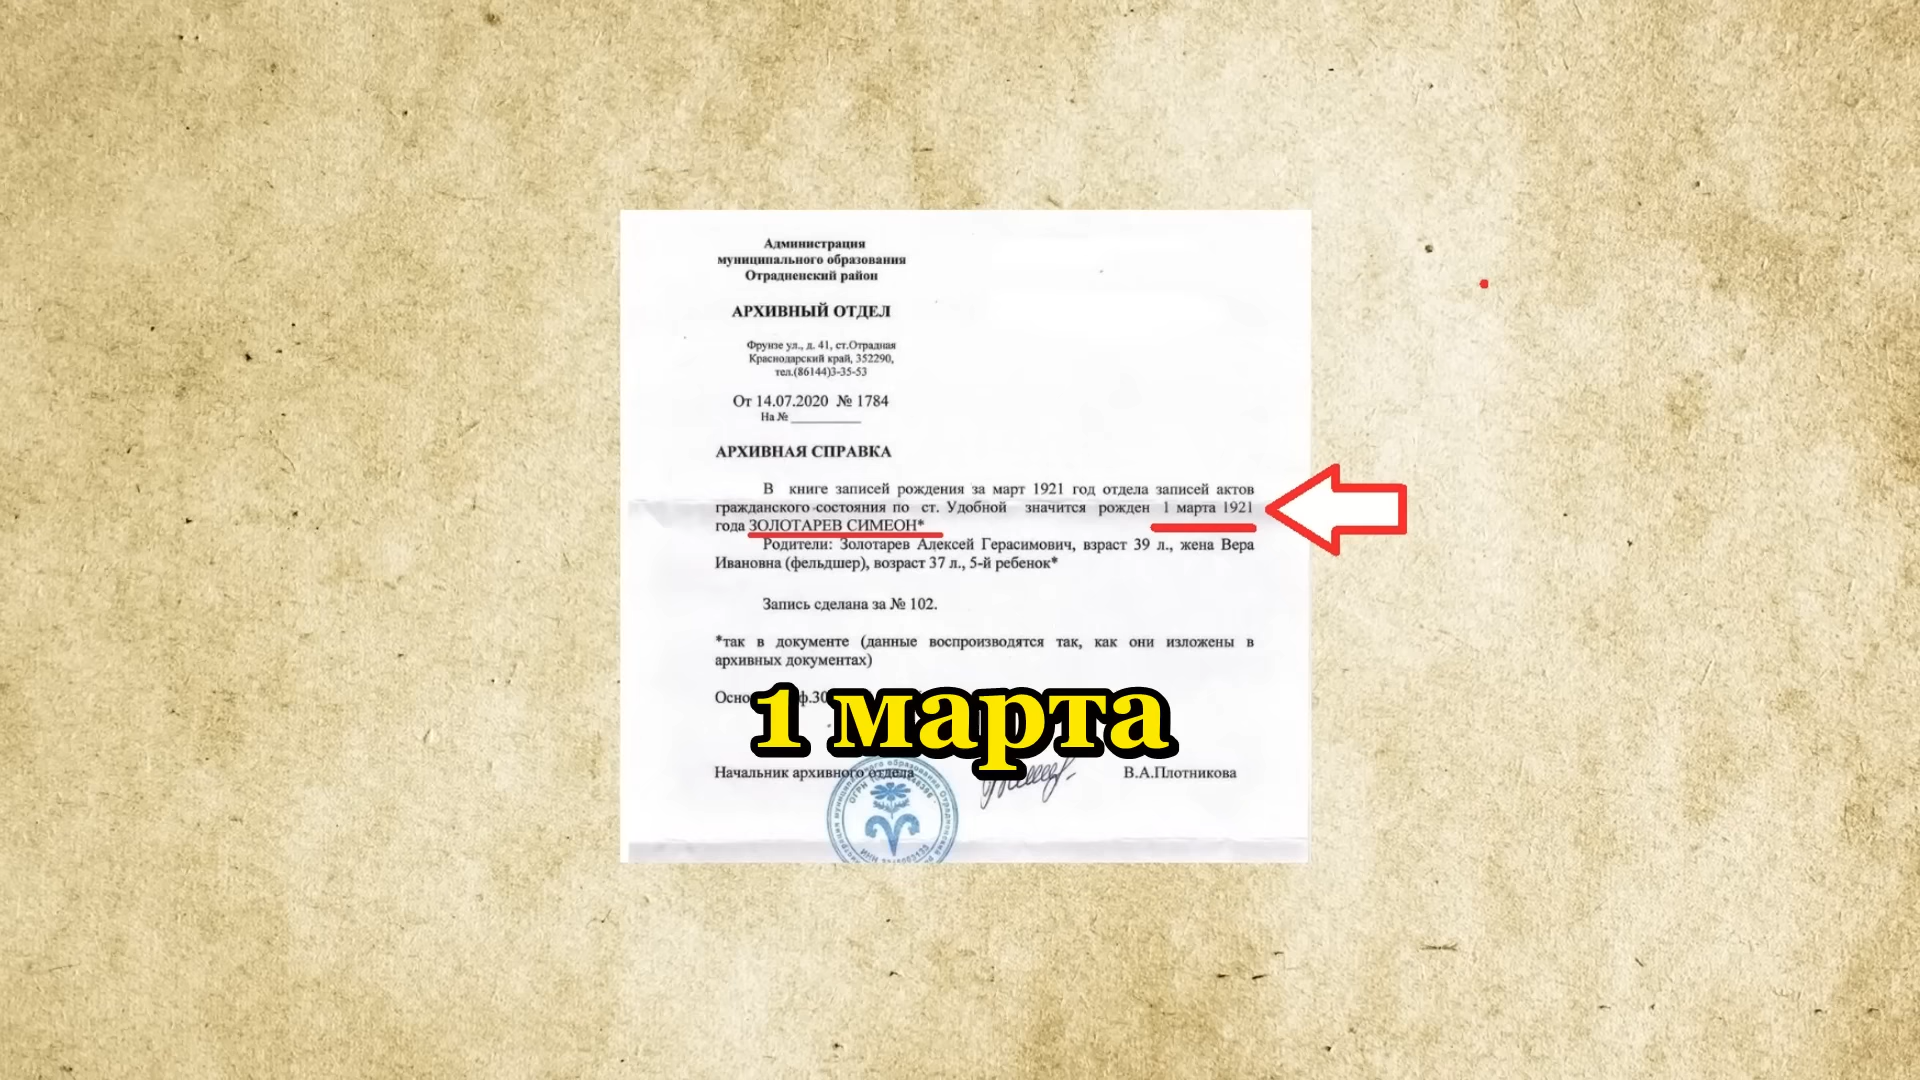 Администрация
муниципального образования
Отрадненский район
АРХИВНЫЙ ОТДЕЛ
Фрунзе ул., д. 41, ст.Отрадная
Краснодарский край, 352290,
тел.(86144)3-35-53
От 14.07.2020 № 1784
На № __________
АРХИВНАЯ СПРАВКА
В книге записей рождения за март 1921 год отдела записей актов
гражданского состояния по ст. Удобной значится рожден 1 марта 1921
года ЗОЛОТАРЕВ СИМЕОН*
Родители: Золотарев Алексей Герасимович, взраст 39 л., жена Вера
Ивановна (фельдшер), возраст 37 л., 5-й ребенок*
Запись сделана за № 102.
*так в документе (данные воспроизводятся так, как они изложены в
архивных документах)
1 марта
Начальник архивного отдела В.А.Плотникова